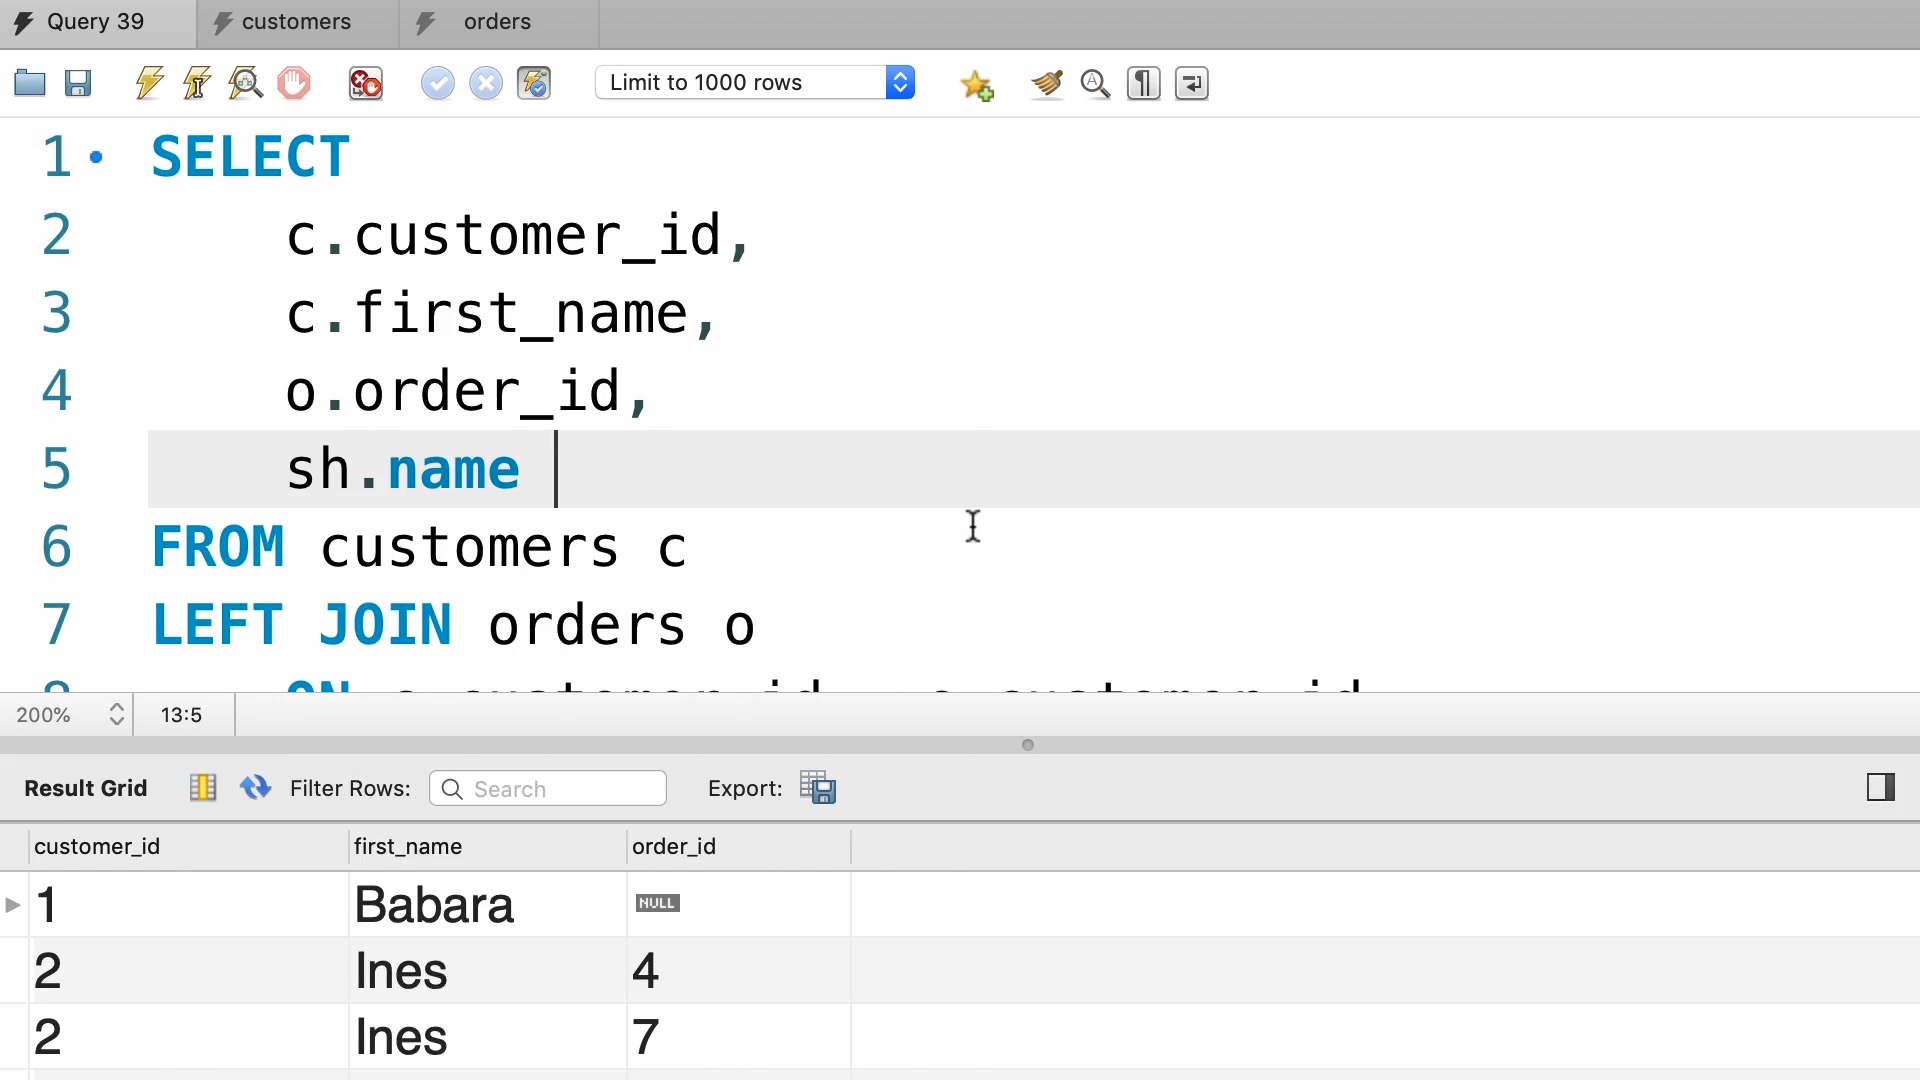 Query 39 customers orders
Limit to 1000 rows
1 SELECT
2 c.customer_id,
3 c.first_name,
4 o.order_id,
5 sh.name
6 FROM customers c
7 LEFT JOIN orders o
200% 13:5
Result Grid Filter Rows: Search Export:
customer_id first_name order_id
1 Babara NULL
2 Ines 4
2 Ines 7